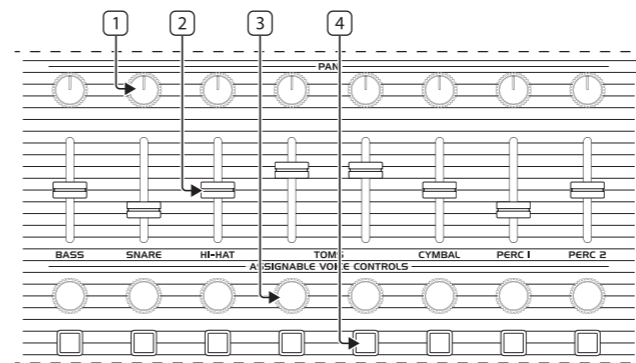 1 2 3 4
PAN
BASS SNARE HI-HAT TOMS CYMBAL PERC 1 PERC 2
ASSIGNABLE VOICE CONTROLS